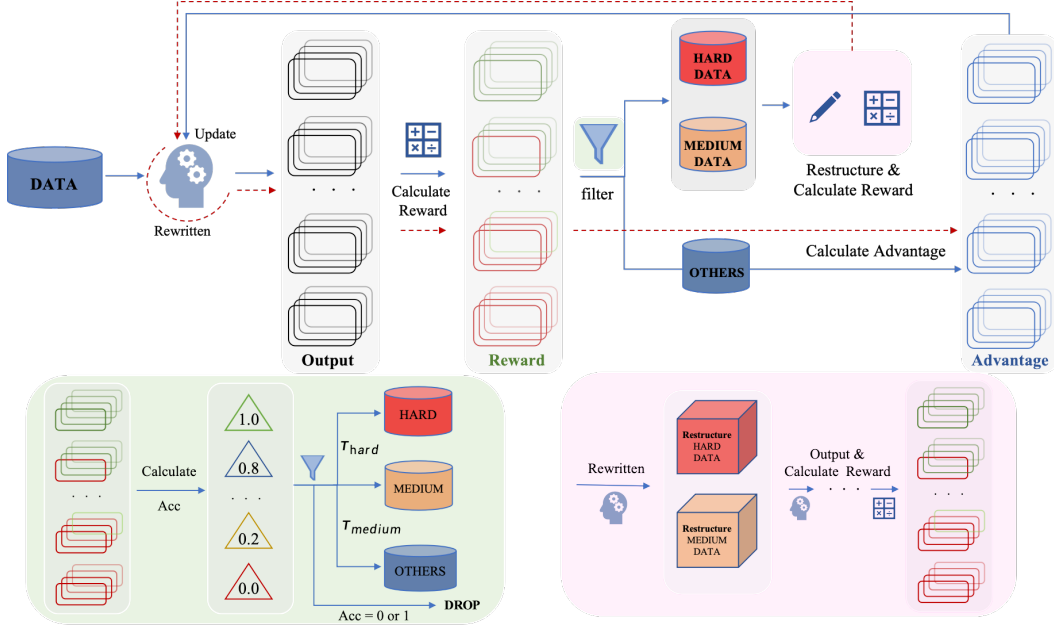 DATA
Update
Rewritten
. . .
Output
Calculate
Reward
. . .
Reward
filter
HARD
DATA
MEDIUM
DATA
OTHERS
Restructure &
Calculate Reward
Calculate Advantage
. . .
Advantage
. . .
Calculate
Acc
1.0
0.8
. . .
0.2
0.0
Thard
Tmedium
HARD
MEDIUM
OTHERS
Acc = 0 or 1
DROP
Rewritten
Restructure
HARD
DATA
Restructure
MEDIUM
DATA
Output &
Calculate Reward
. . .
. . .